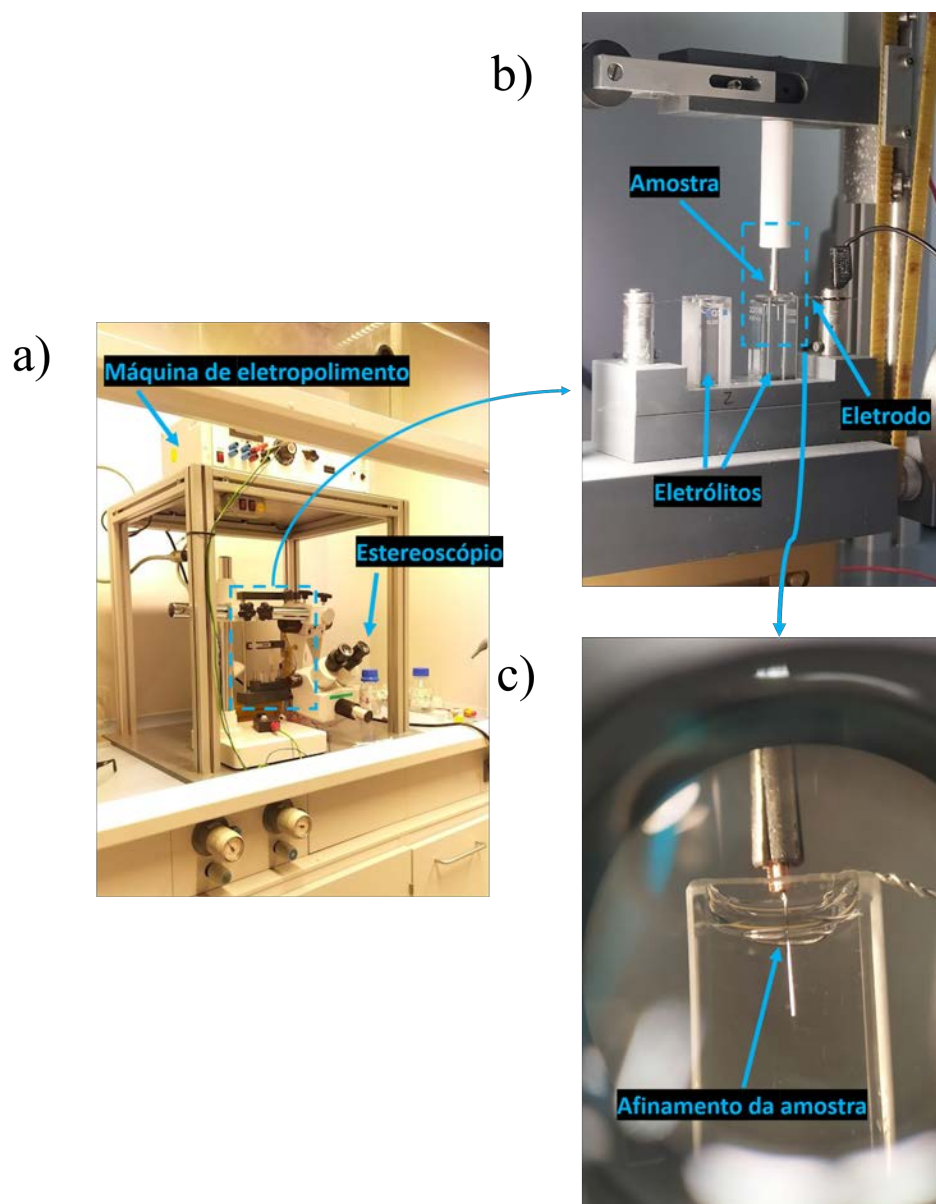 b)
Amostra
a)
Máquina de eletropolimento
Eletrodo
Eletrólitos
Estereoscópio
c)
Afinamento da amostra